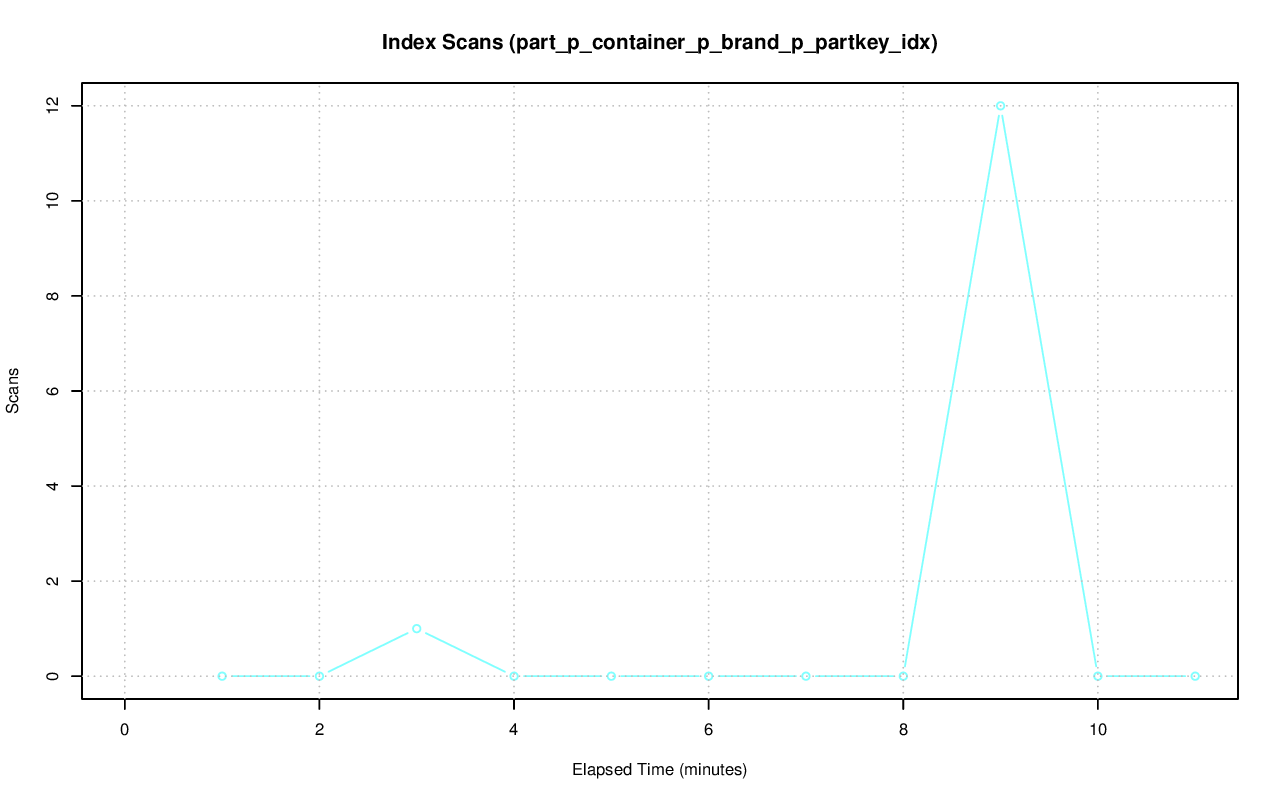 Index Scans (part_p_container_p_brand_p_partkey_idx)
12
10
8
6
4
2
0
Scans
0 2 4 6 8 10
Elapsed Time (minutes)